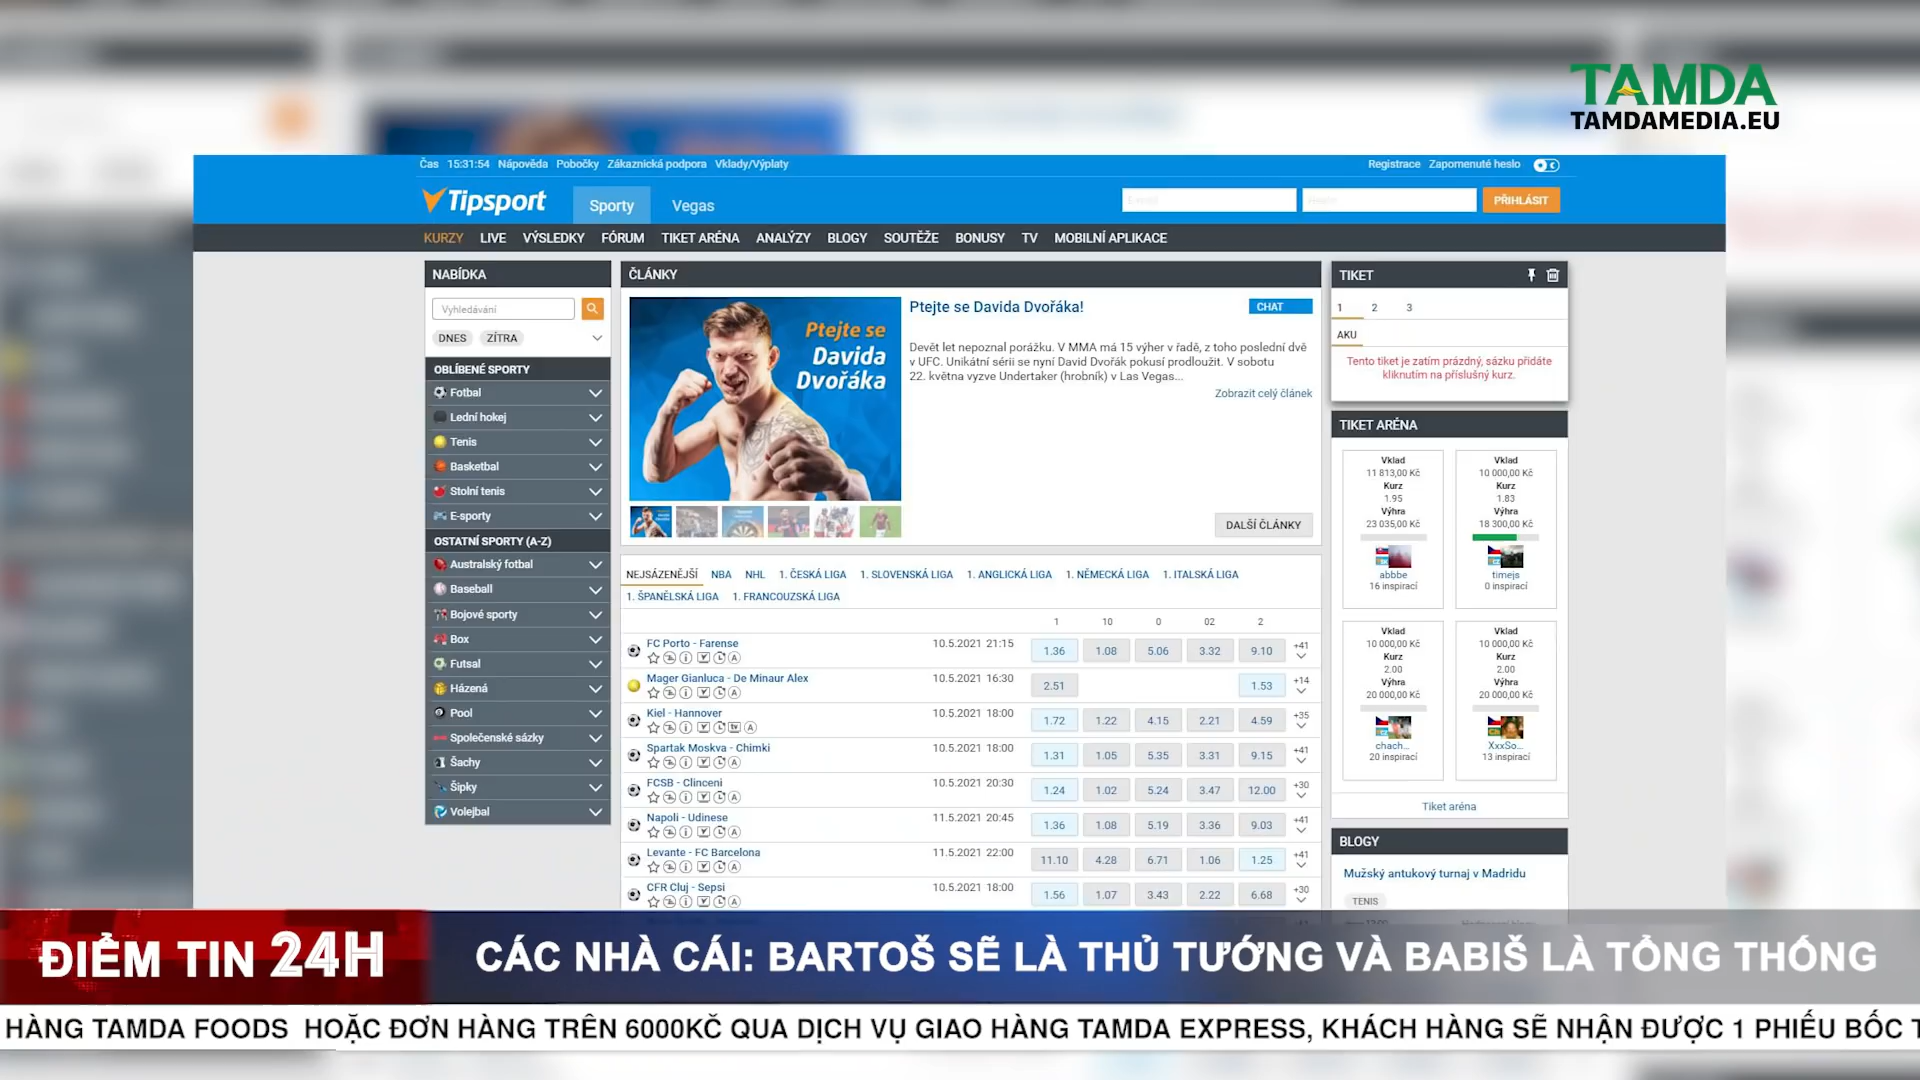 TAMDA
TAMDAMEDIA.EU
Čas 15:31:54 Nápověda Pobočky Zákaznická podpora Vklady/Výplaty
Registrace Zapomenuté heslo
Tipsport
Sporty Vegas
PŘIHLÁSIT
KURZY LIVE VÝSLEDKY FÓRUM TIKET ARÉNA ANALÝZY BLOGY SOUTĚŽE BONUSY TV MOBILNÍ APLIKACE
NABÍDKA
Vyhledávání
DNES ZÍTRA
OBLÍBENÉ SPORTY
Fotbal
Lední hokej
Tenis
Basketbal
Stolní tenis
E-sporty
OSTATNÍ SPORTY (A-Z)
Australský fotbal
Baseball
Bojové sporty
Box
Futsal
Házená
Pool
Společenské sázky
Šachy
Šipky
Volejbal
ČLÁNKY
Ptejte se
Davida
Dvořáka
Ptejte se Davida Dvořáka!
CHAT
Devět let nepoznal porážku. V MMA má 15 výher v řadě, z toho poslední dvě
v UFC. Unikátní sérii se nyní David Dvořák pokusí prodloužit. V sobotu
22. května vyzve Undertaker (hrobník) v Las Vegas...
Zobrazit celý článek
DALŠÍ ČLÁNKY
NEJSÁZENĚJŠÍ NBA NHL 1. ČESKÁ LIGA 1. SLOVENSKÁ LIGA 1. ANGLICKÁ LIGA 1. NĚMECKÁ LIGA 1. ITALSKÁ LIGA
1. ŠPANĚLSKÁ LIGA 1. FRANCOUZSKÁ LIGA
1 10 0 02 2
FC Porto - Farense 10.5.2021 21:15 1.36 1.08 5.06 3.32 9.10 +41
Mager Gianluca - De Minaur Alex 10.5.2021 16:30 2.51 1.53 +14
Kiel - Hannover 10.5.2021 18:00 1.72 1.22 4.15 2.21 4.59 +35
Spartak Moskva - Chimki 10.5.2021 18:00 1.31 1.05 5.35 3.31 9.15 +41
FCSB - Clinceni 10.5.2021 20:30 1.24 1.02 5.24 3.47 12.00 +30
Napoli - Udinese 11.5.2021 20:45 1.36 1.08 5.19 3.36 9.03 +41
Levante - FC Barcelona 11.5.2021 22:00 11.10 4.28 6.71 1.06 1.25 +41
CFR Cluj - Sepsi 10.5.2021 18:00 1.56 1.07 3.43 2.22 6.68 +30
TIKET
1 2 3
AKU
Tento tiket je zatím prázdný, sázku přidáte
kliknutím na příslušný kurz.
TIKET ARÉNA
Vklad
11 813,00 Kč
Kurz
1.95
Výhra
23 035,00 Kč
abbbe
16 inspirací
Vklad
10 000,00 Kč
Kurz
1.83
Výhra
18 300,00 Kč
timejs
0 inspirací
Vklad
10 000,00 Kč
Kurz
2.00
Výhra
20 000,00 Kč
chach...
20 inspirací
Vklad
10 000,00 Kč
Kurz
2.00
Výhra
20 000,00 Kč
XxxSo...
13 inspirací
Tiket aréna
BLOGY
Mužský antukový turnaj v Madridu
TENIS
ĐIỂM TIN 24H
CÁC NHÀ CÁI: BARTOŠ SẼ LÀ THỦ TƯỚNG VÀ BABIŠ LÀ TỔNG THỐNG
HÀNG TAMDA FOODS HOẶC ĐƠN HÀNG TRÊN 6000KČ QUA DỊCH VỤ GIAO HÀNG TAMDA EXPRESS, KHÁCH HÀNG SẼ NHẬN ĐƯỢC 1 PHIẾU BỐC